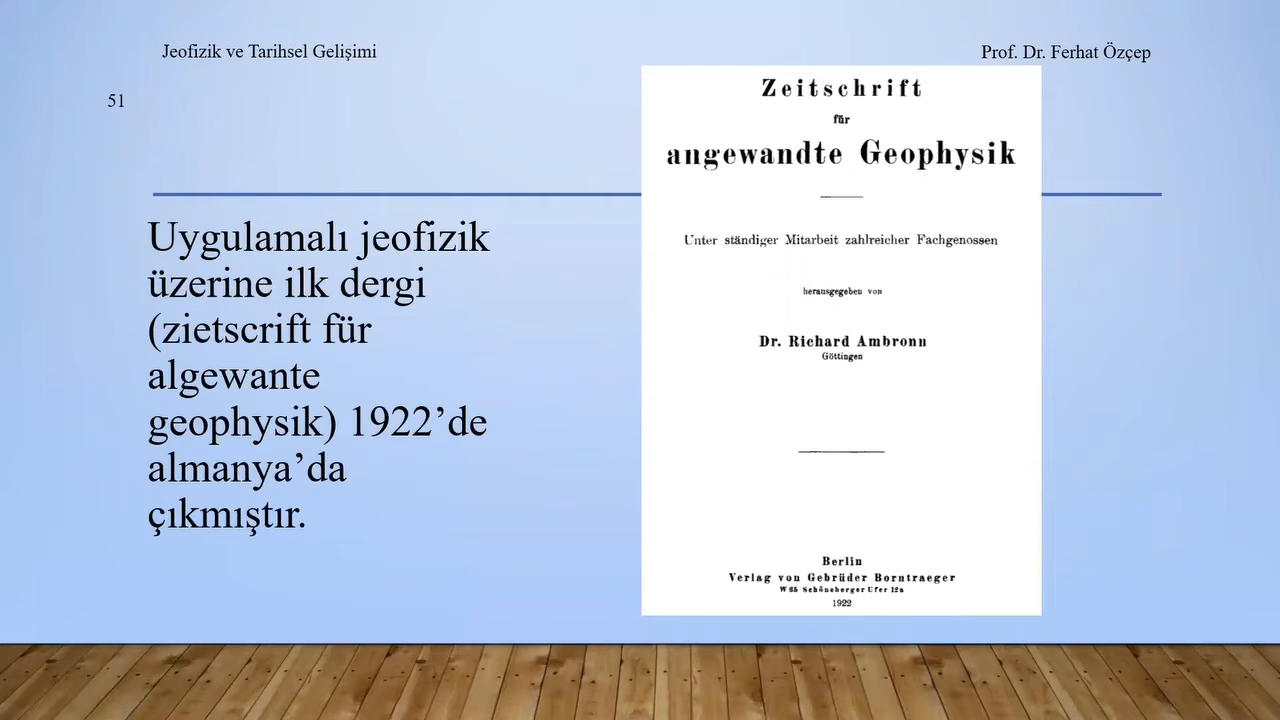 Jeofizik ve Tarihsel Gelişimi
Prof. Dr. Ferhat Özçep
51
Uygulamalı jeofizik
üzerine ilk dergi
(zietscrift für
algewante
geophysik) 1922’de
almanya’da
çıkmıştır.
Zeitschrift
für
angewandte Geophysik
Unter ständiger Mitarbeit zahlreicher Fachgenossen
herausgegeben von
Dr. Richard Ambronn
Göttingen
Berlin
Verlag von Gebrüder Borntraeger
W 35 Schöneberger Ufer 12a
1922